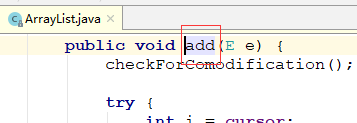 ArrayList.java ×
public void add(E e) {
checkForComodification();
try {
int i = cursor;